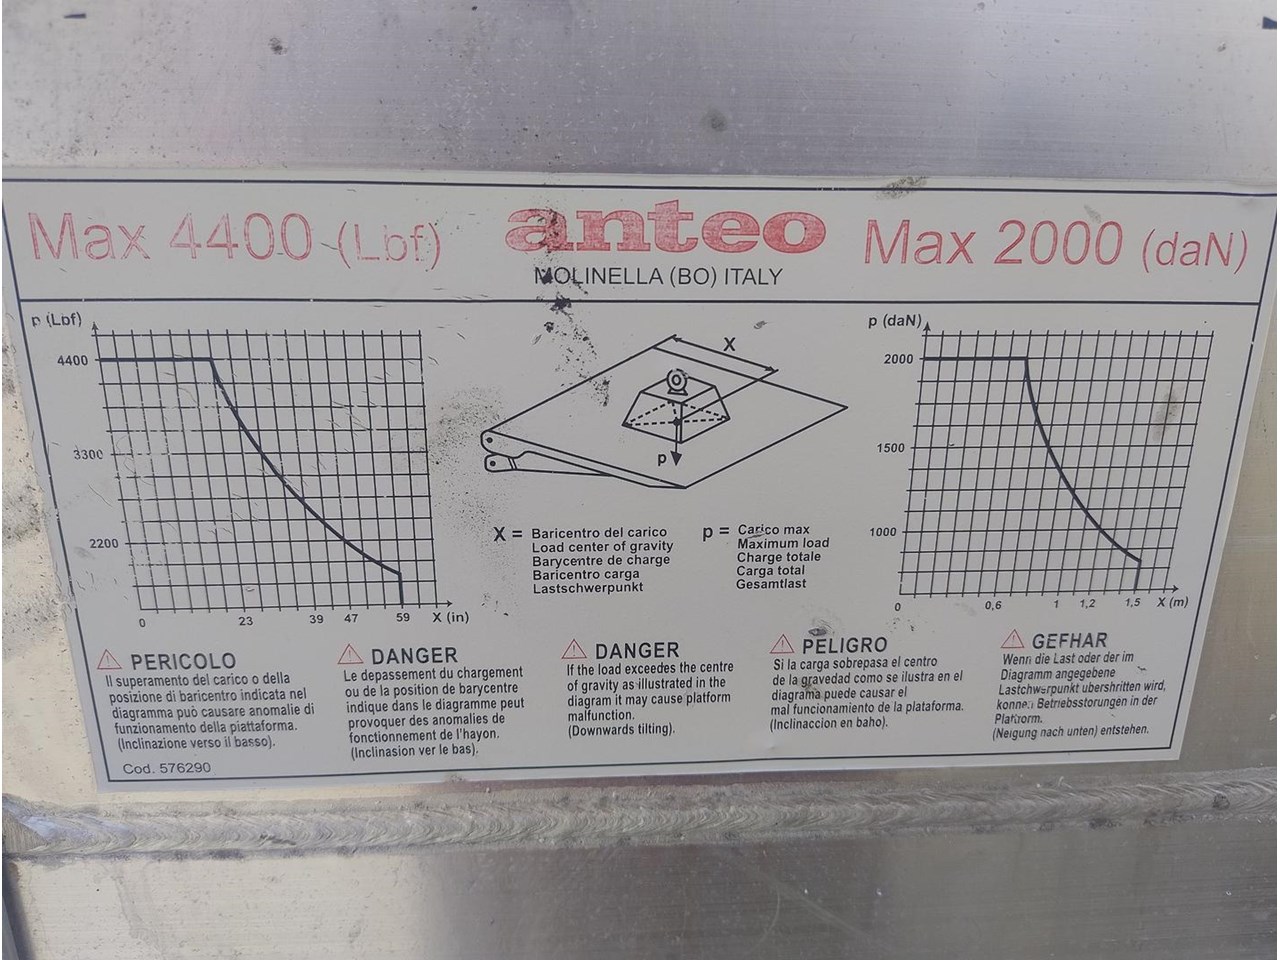 Max 4400 (Lbf)
anteo
MOLINELLA (BO) ITALY
Max 2000 (daN)
p (Lbf)
4400
3300
2200
0 23 39 47 59 X (in)
X
p
X = Baricentro del carico
Load center of gravity
Barycentre de charge
Baricentro carga
Lastschwerpunkt
p = Carico max
Maximum load
Charge totale
Carga total
Gesamtlast
p (daN)
2000
1500
1000
0 0,6 1 1,2 1,5 X (m)
PERICOLO
Il superamento del carico o della
posizione di baricentro indicata nel
diagramma può causare anomalie di
funzionamento della piattaforma.
(Inclinazione verso il basso).
Cod. 576290
DANGER
Le depassement du chargement
ou de la position de barycentre
indique dans le diagramme peut
provoquer des anomalies de
fonctionnement de l'hayon.
(Inclinasion ver le bas).
DANGER
If the load exceedes the centre
of gravity as illustrated in the
diagram it may cause platform
malfunction.
(Downwards tilting).
PELIGRO
Si la carga sobrepasa el centro
de la gravedad como se ilustra en el
diagrama puede causar el
mal funcionamiento de la plataforma.
(Inclinaccion en baho).
GEFHAR
Wenn die Last oder der im
Diagramm angegebene
Lastchwerpunkt ubershritten wird,
konnen Betriebsstorungen in der
Platform.
(Neigung nach unten) entstehen.